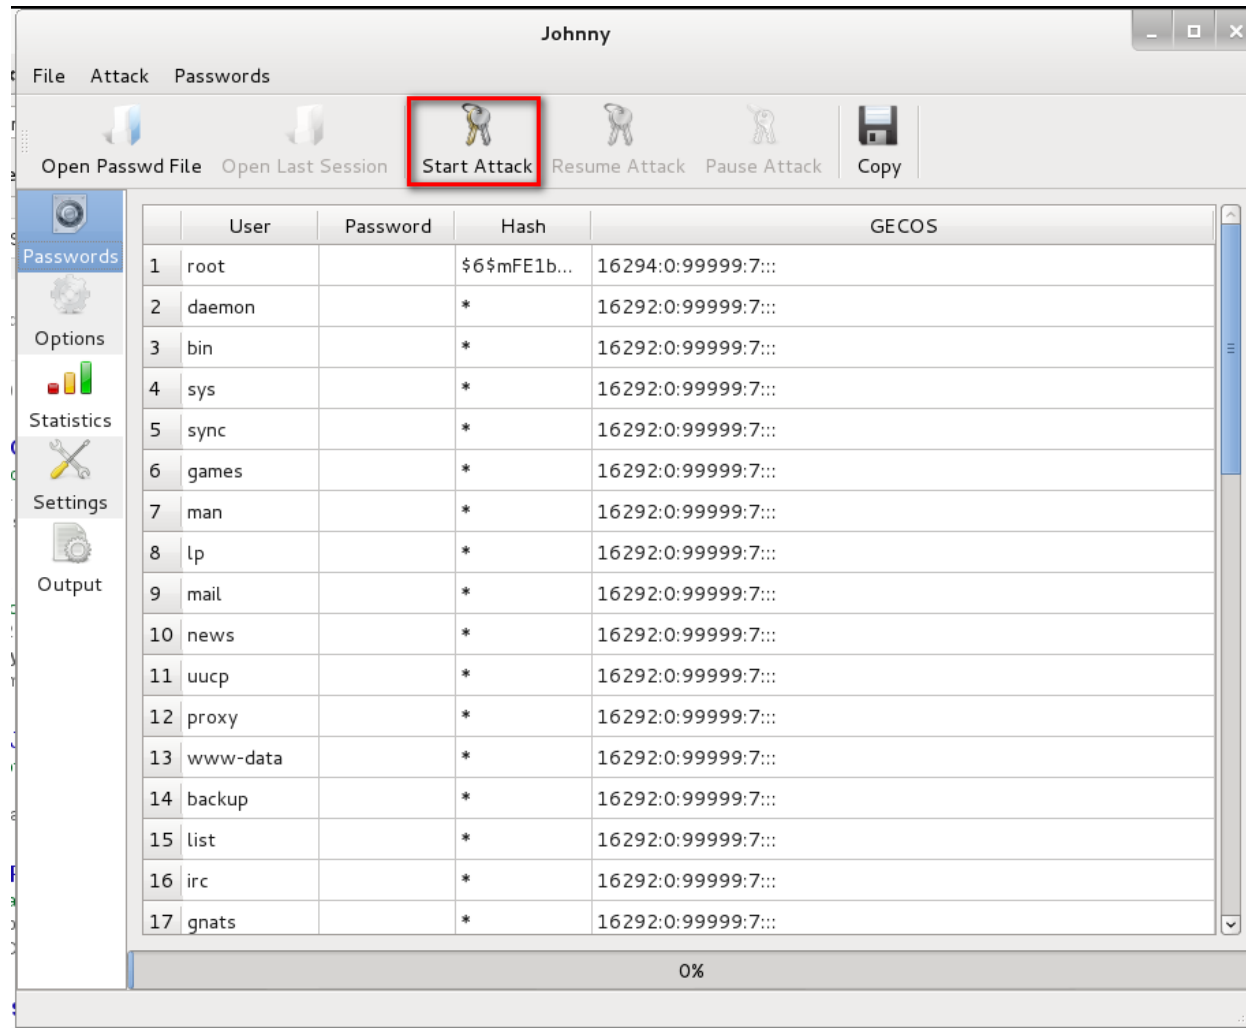 Johnny
File Attack Passwords
Open Passwd File Open Last Session Start Attack Resume Attack Pause Attack Copy
Passwords
Options
Statistics
Settings
Output
User Password Hash GECOS
1 root $6$mFE1b... 16294:0:99999:7:::
2 daemon * 16292:0:99999:7:::
3 bin * 16292:0:99999:7:::
4 sys * 16292:0:99999:7:::
5 sync * 16292:0:99999:7:::
6 games * 16292:0:99999:7:::
7 man * 16292:0:99999:7:::
8 lp * 16292:0:99999:7:::
9 mail * 16292:0:99999:7:::
10 news * 16292:0:99999:7:::
11 uucp * 16292:0:99999:7:::
12 proxy * 16292:0:99999:7:::
13 www-data * 16292:0:99999:7:::
14 backup * 16292:0:99999:7:::
15 list * 16292:0:99999:7:::
16 irc * 16292:0:99999:7:::
17 gnats * 16292:0:99999:7:::
0%